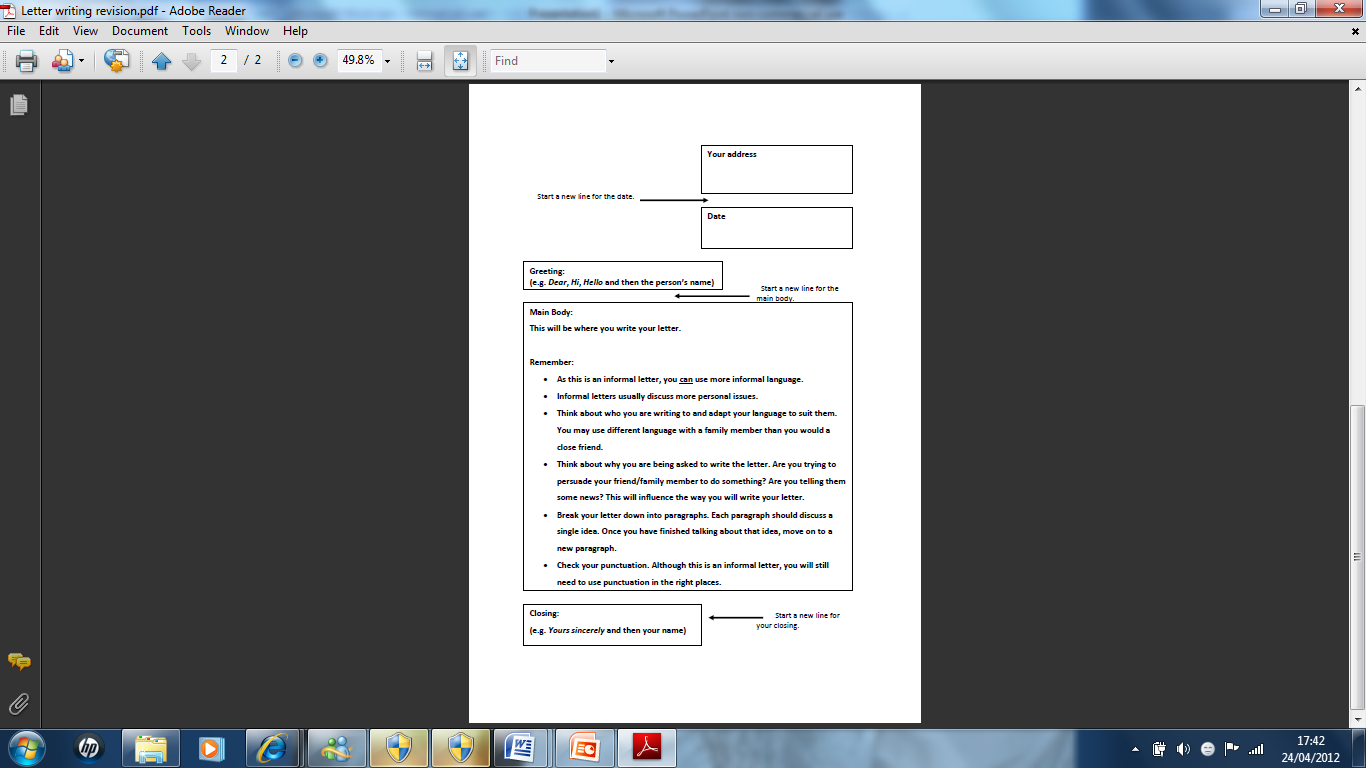 Letter writing revision.pdf - Adobe Reader
File Edit View Document Tools Window Help
2 / 2 49.8% Find
Your address
Start a new line for the date.
Date
Greeting:
(e.g. Dear, Hi, Hello and then the person's name)
Start a new line for the
main body.
Main Body:
This will be where you write your letter.
Remember:
• As this is an informal letter, you can use more informal language.
• Informal letters usually discuss more personal issues.
• Think about who you are writing to and adapt your language to suit them.
You may use different language with a family member than you would a
close friend.
• Think about why you are being asked to write the letter. Are you trying to
persuade your friend/family member to do something? Are you telling them
some news? This will influence the way you will write your letter.
• Break your letter down into paragraphs. Each paragraph should discuss a
single idea. Once you have finished talking about that idea, move on to a
new paragraph.
• Check your punctuation. Although this is an informal letter, you will still
need to use punctuation in the right places.
Closing:
(e.g. Yours sincerely and then your name)
Start a new line for
your closing.
hp
17:42
24/04/2012